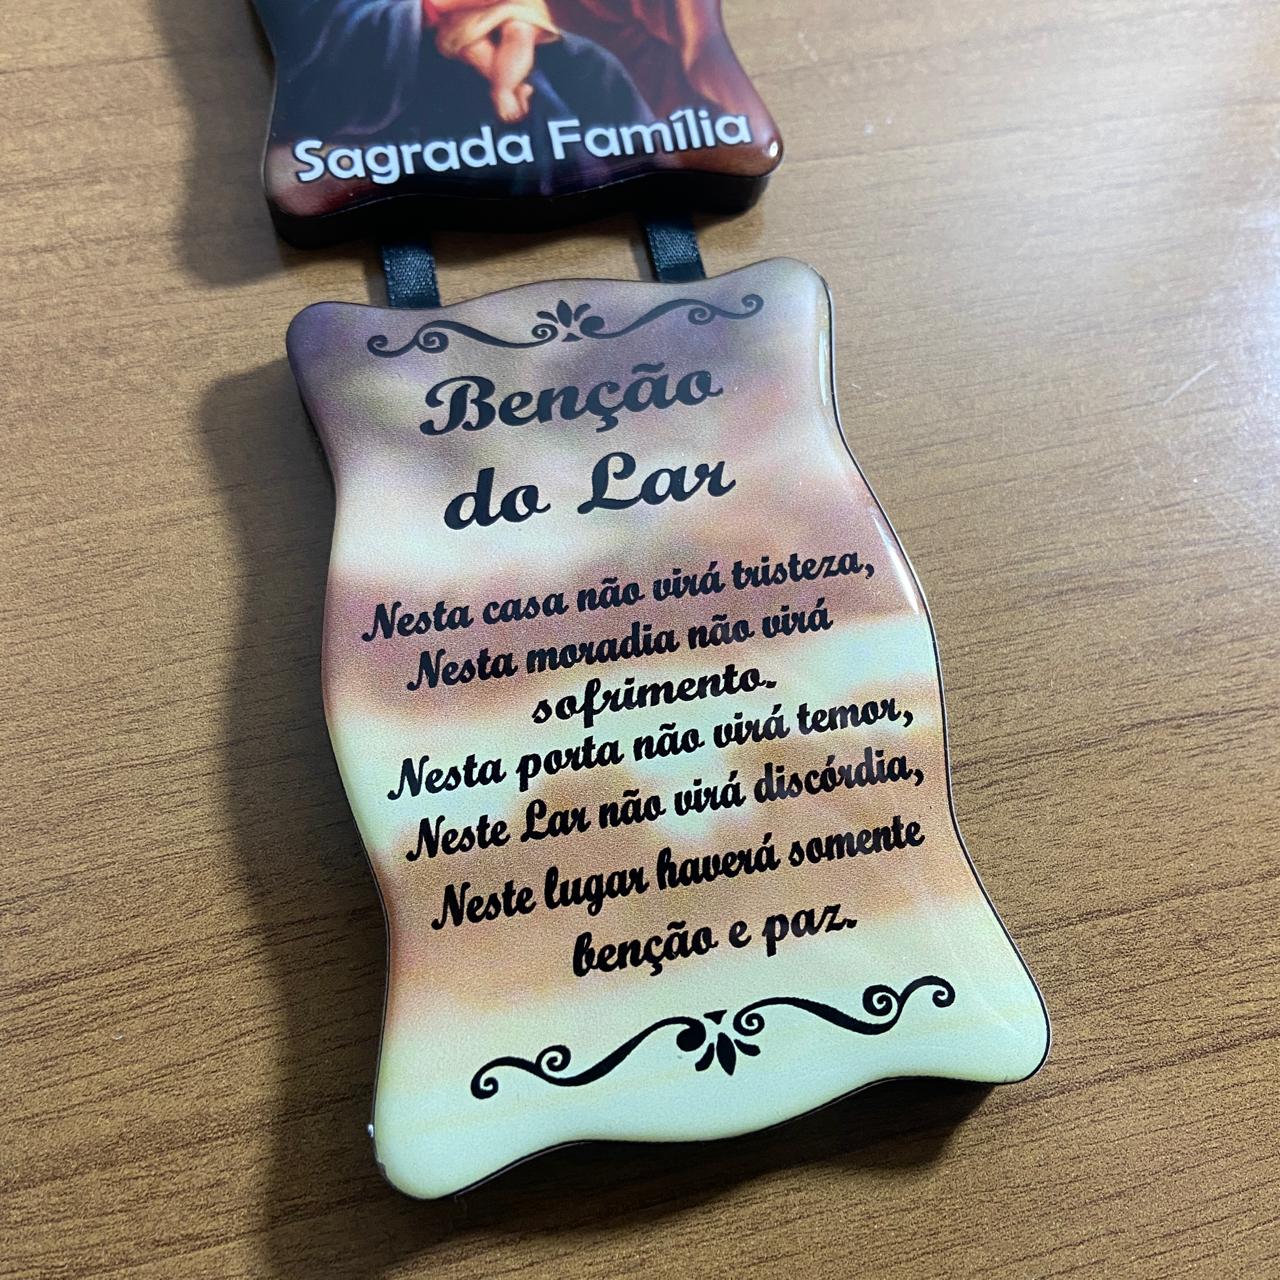 Sagrada Família
Benção
do Lar
Nesta casa não virá tristeza,
Nesta moradia não virá
sofrimento.
Nesta porta não virá temor,
Neste Lar não virá discórdia,
Neste lugar haverá somente
benção e paz.